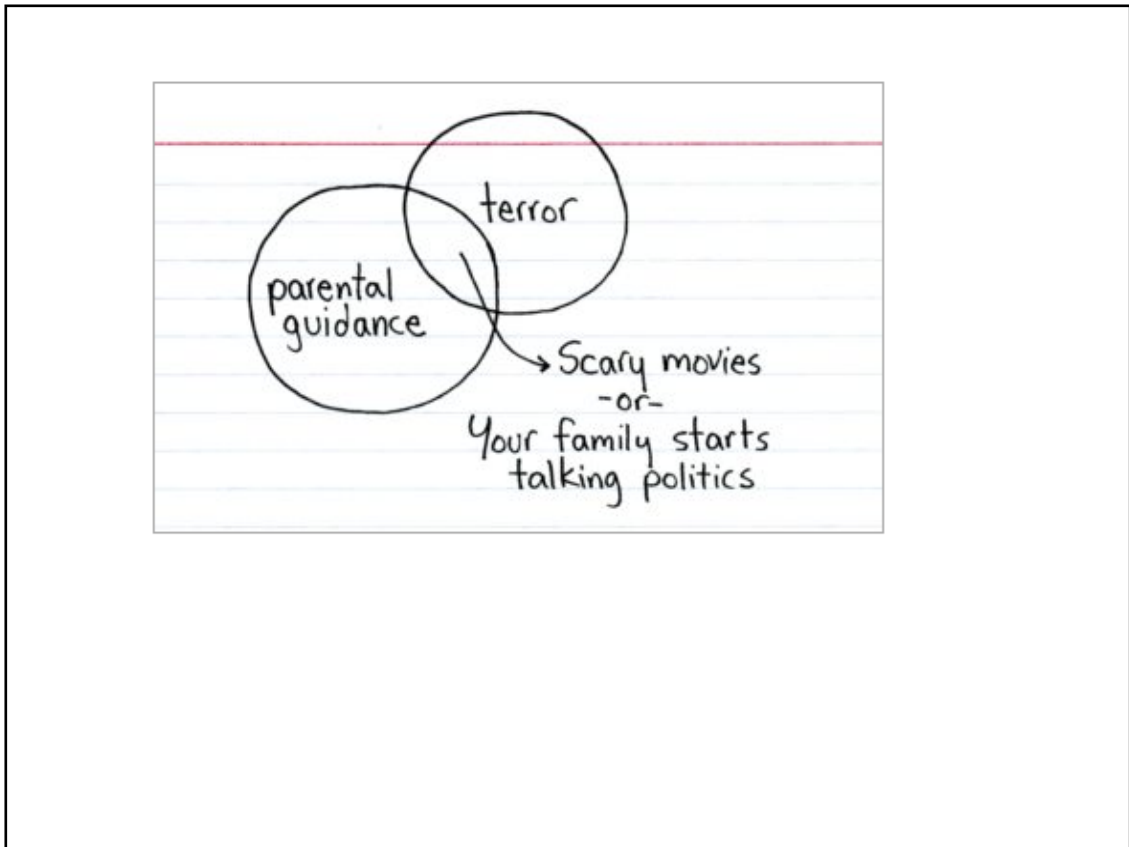 terror
parental
guidance
Scary movies
-or-
Your family starts
talking politics